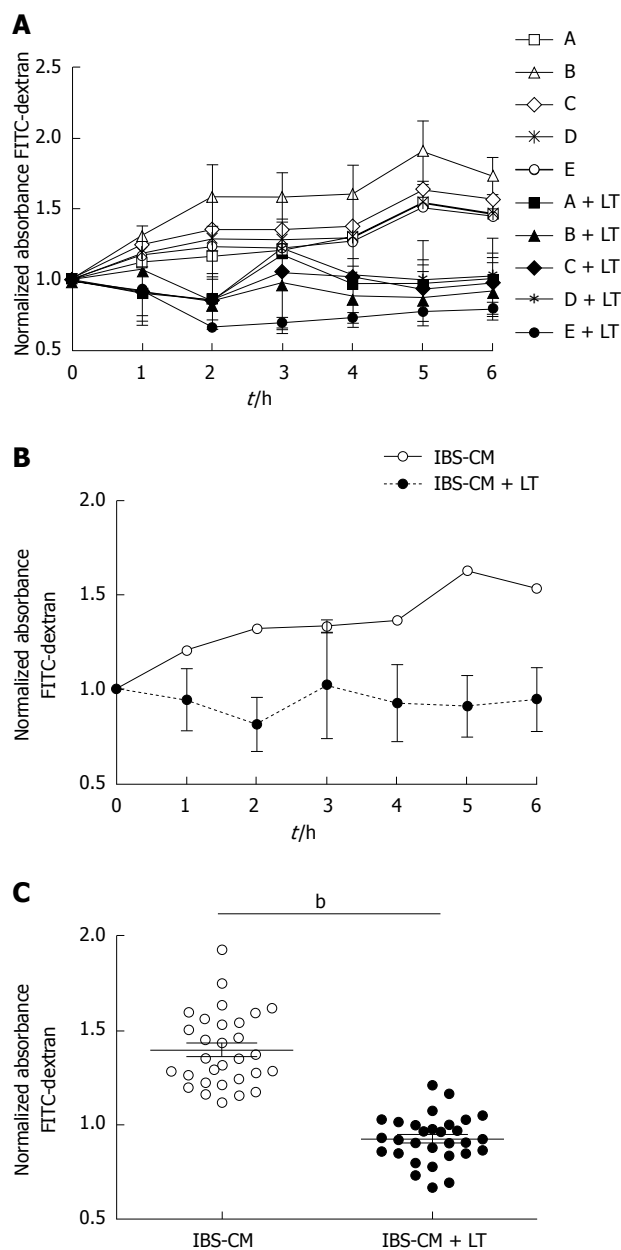 A
Normalized absorbance FITC-dextran
2.5
2.0
1.5
1.0
0.5
0 1 2 3 4 5 6
t/h
A
B
C
D
E
A + LT
B + LT
C + LT
D + LT
E + LT
B
IBS-CM
IBS-CM + LT
Normalized absorbance
FITC-dextran
2.0
1.5
1.0
0.5
0 1 2 3 4 5 6
t/h
C
b
Normalized absorbance
FITC-dextran
2.0
1.5
1.0
0.5
IBS-CM IBS-CM + LT